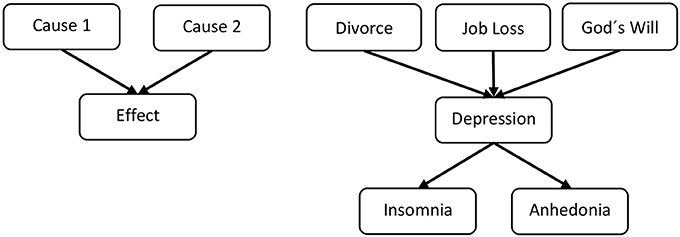 Cause 1
Cause 2
Effect
Divorce
Job Loss
God´s Will
Depression
Insomnia
Anhedonia